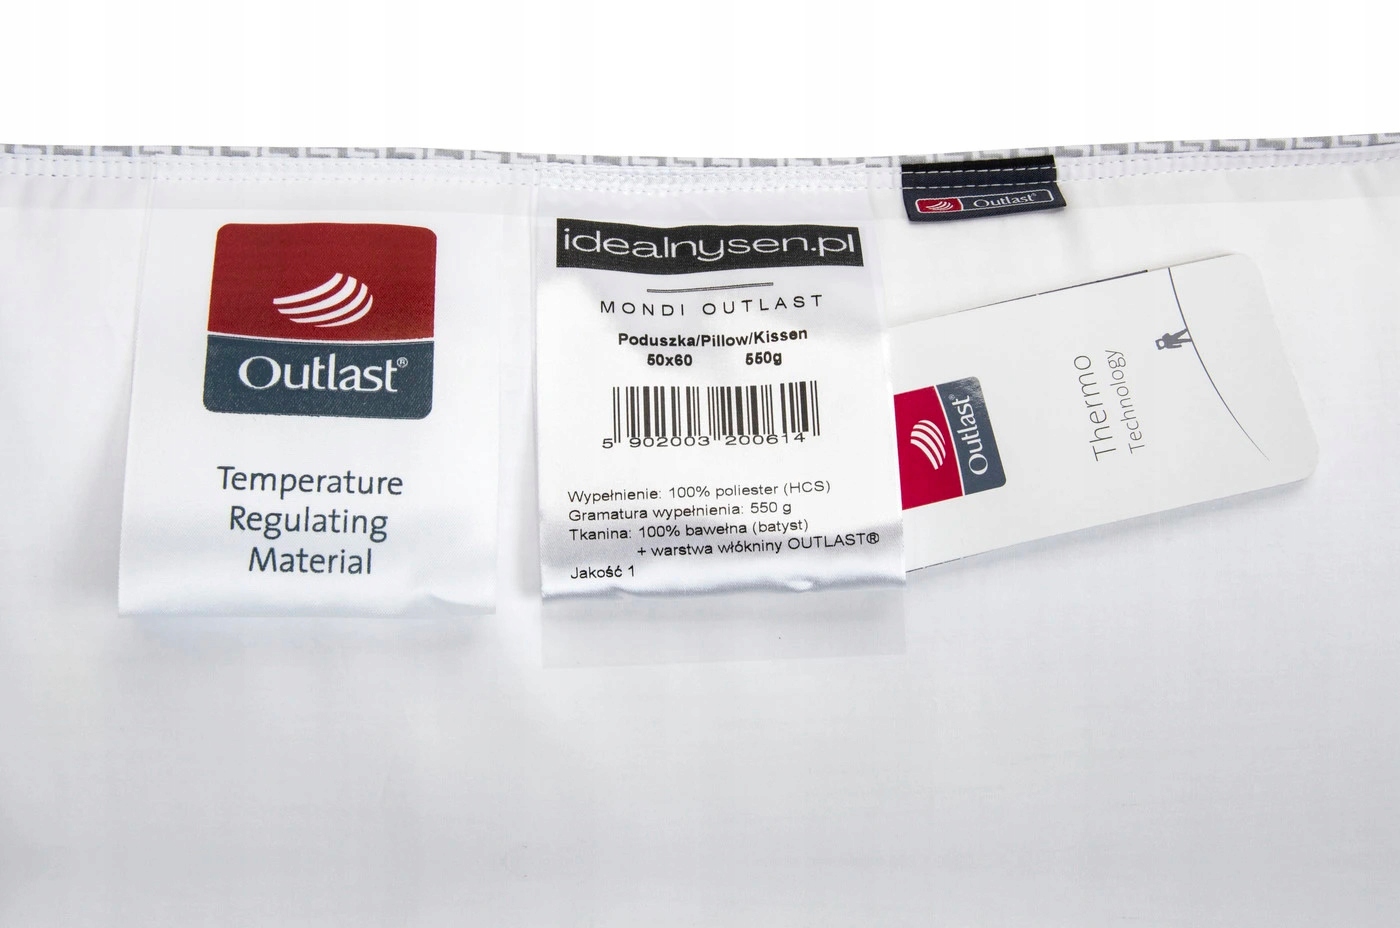 Outlast®
Temperature
Regulating
Material
idealnysen.pl
MONDI OUTLAST
Poduszka/Pillow/Kissen
50x60 550g
5 902003 200614
Wypełnienie: 100% poliester (HCS)
Gramatura wypełnienia: 550 g
Tkanina: 100% bawełna (batyst)
+ warstwa włókniny OUTLAST®
Jakość 1
Outlast®
Outlast®
Thermo
Technology